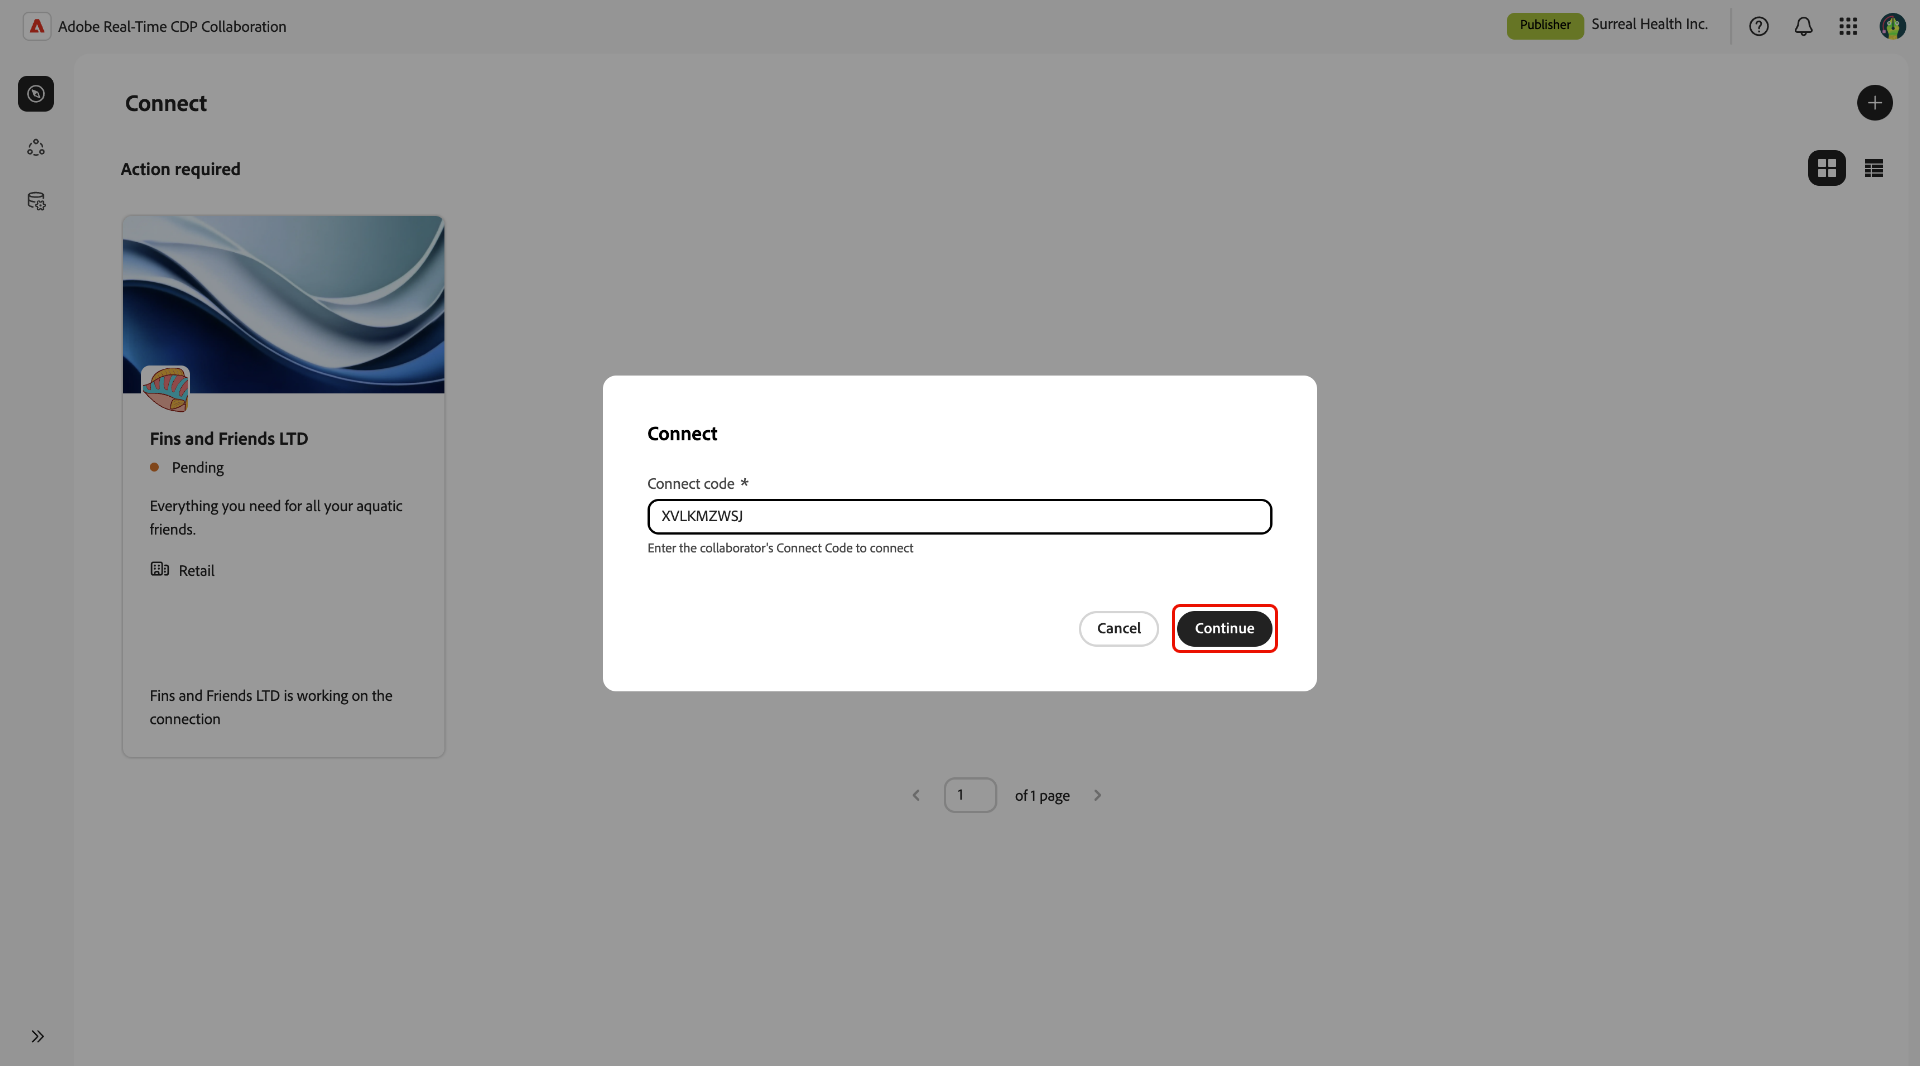 Adobe Real-Time CDP Collaboration
Publisher
Surreal Health Inc.
Connect
Action required
Fins and Friends LTD
Pending
Everything you need for all your aquatic
friends.
Retail
Fins and Friends LTD is working on the
connection
Connect
Connect code *
XVLKMZWSJ
Enter the collaborator's Connect Code to connect
Cancel
Continue
1
of 1 page